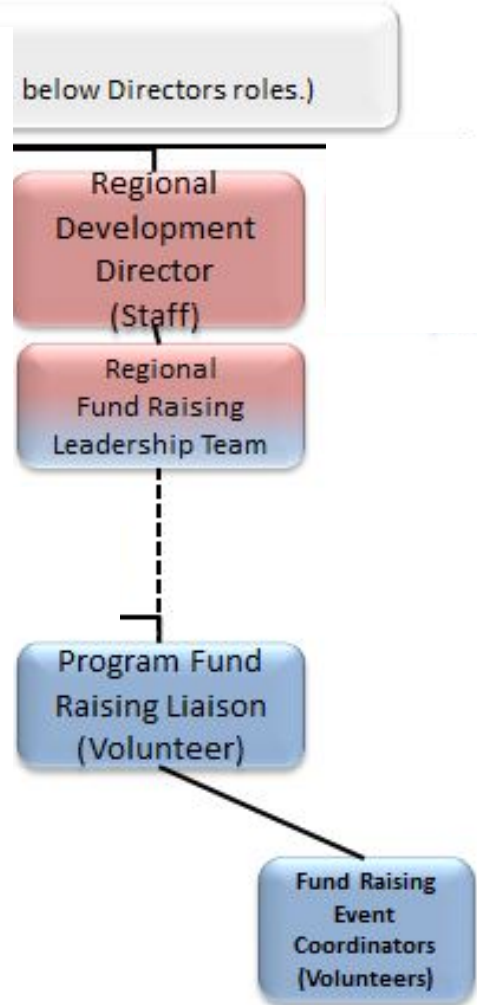 below Directors roles.)
Regional
Development
Director
(Staff)
Regional
Fund Raising
Leadership Team
Program Fund
Raising Liaison
(Volunteer)
Fund Raising
Event
Coordinators
(Volunteers)